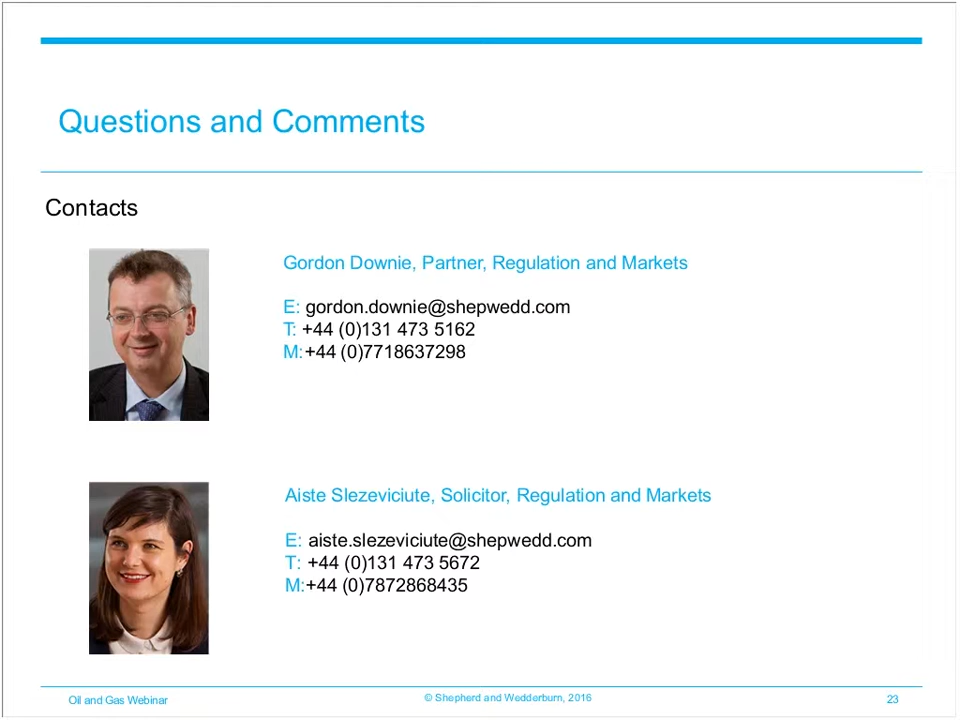 Questions and Comments
Contacts
Gordon Downie, Partner, Regulation and Markets
E: gordon.downie@shepwedd.com
T: +44 (0)131 473 5162
M:+44 (0)7718637298
Aiste Slezeviciute, Solicitor, Regulation and Markets
E: aiste.slezeviciute@shepwedd.com
T: +44 (0)131 473 5672
M:+44 (0)7872868435
Oil and Gas Webinar
© Shepherd and Wedderburn, 2016
23